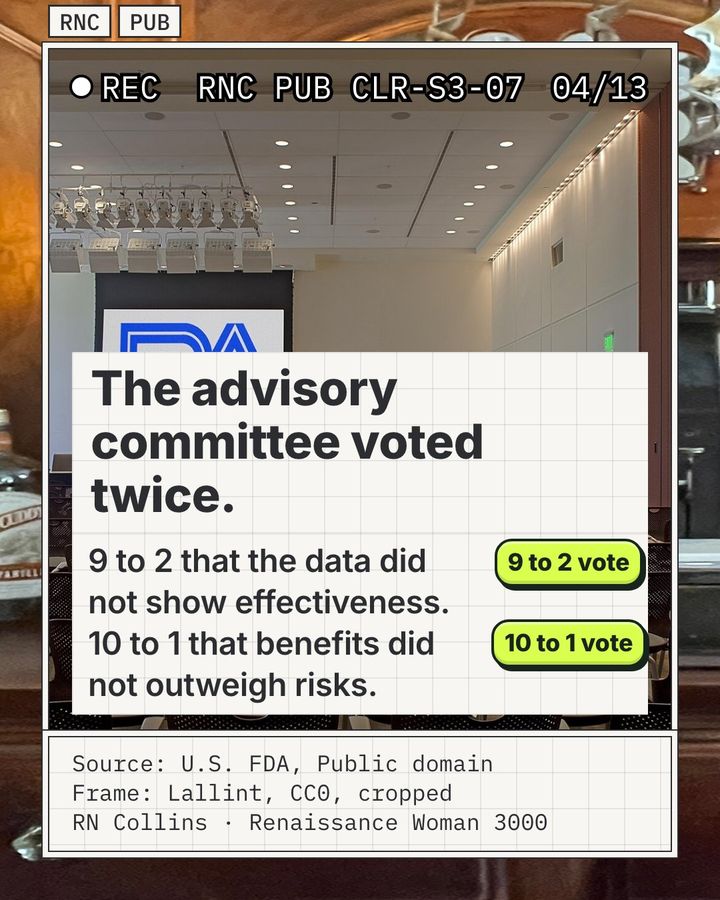 RNC PUB
REC RNC PUB CLR-S3-07 04/13
The advisory
committee voted
twice.
9 to 2 that the data did
not show effectiveness.
9 to 2 vote
10 to 1 that benefits did
not outweigh risks.
10 to 1 vote
Source: U.S. FDA, Public domain
Frame: Lallint, CC0, cropped
RN Collins · Renaissance Woman 3000